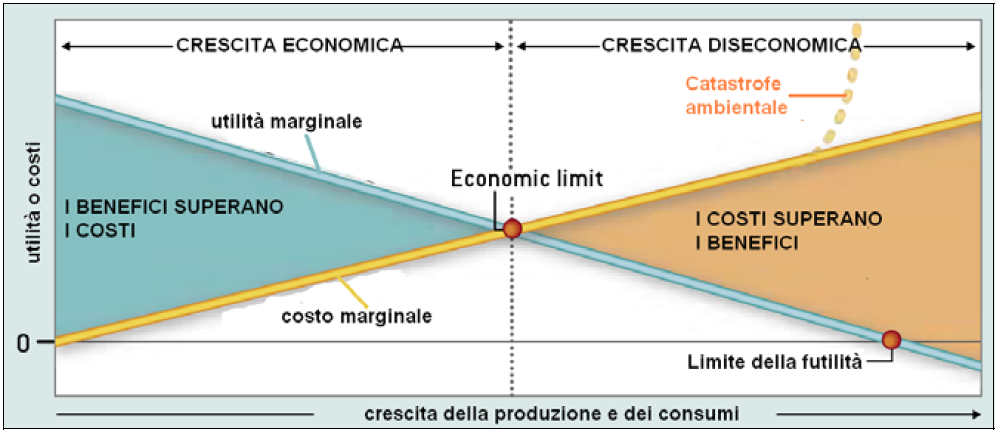 CRESCITA ECONOMICA
CRESCITA DISECONOMICA
Catastrofe
ambientale
utilità marginale
Economic limit
utilità o costi
I BENEFICI SUPERANO
I COSTI
I COSTI SUPERANO
I BENEFICI
costo marginale
0
Limite della futilità
crescita della produzione e dei consumi